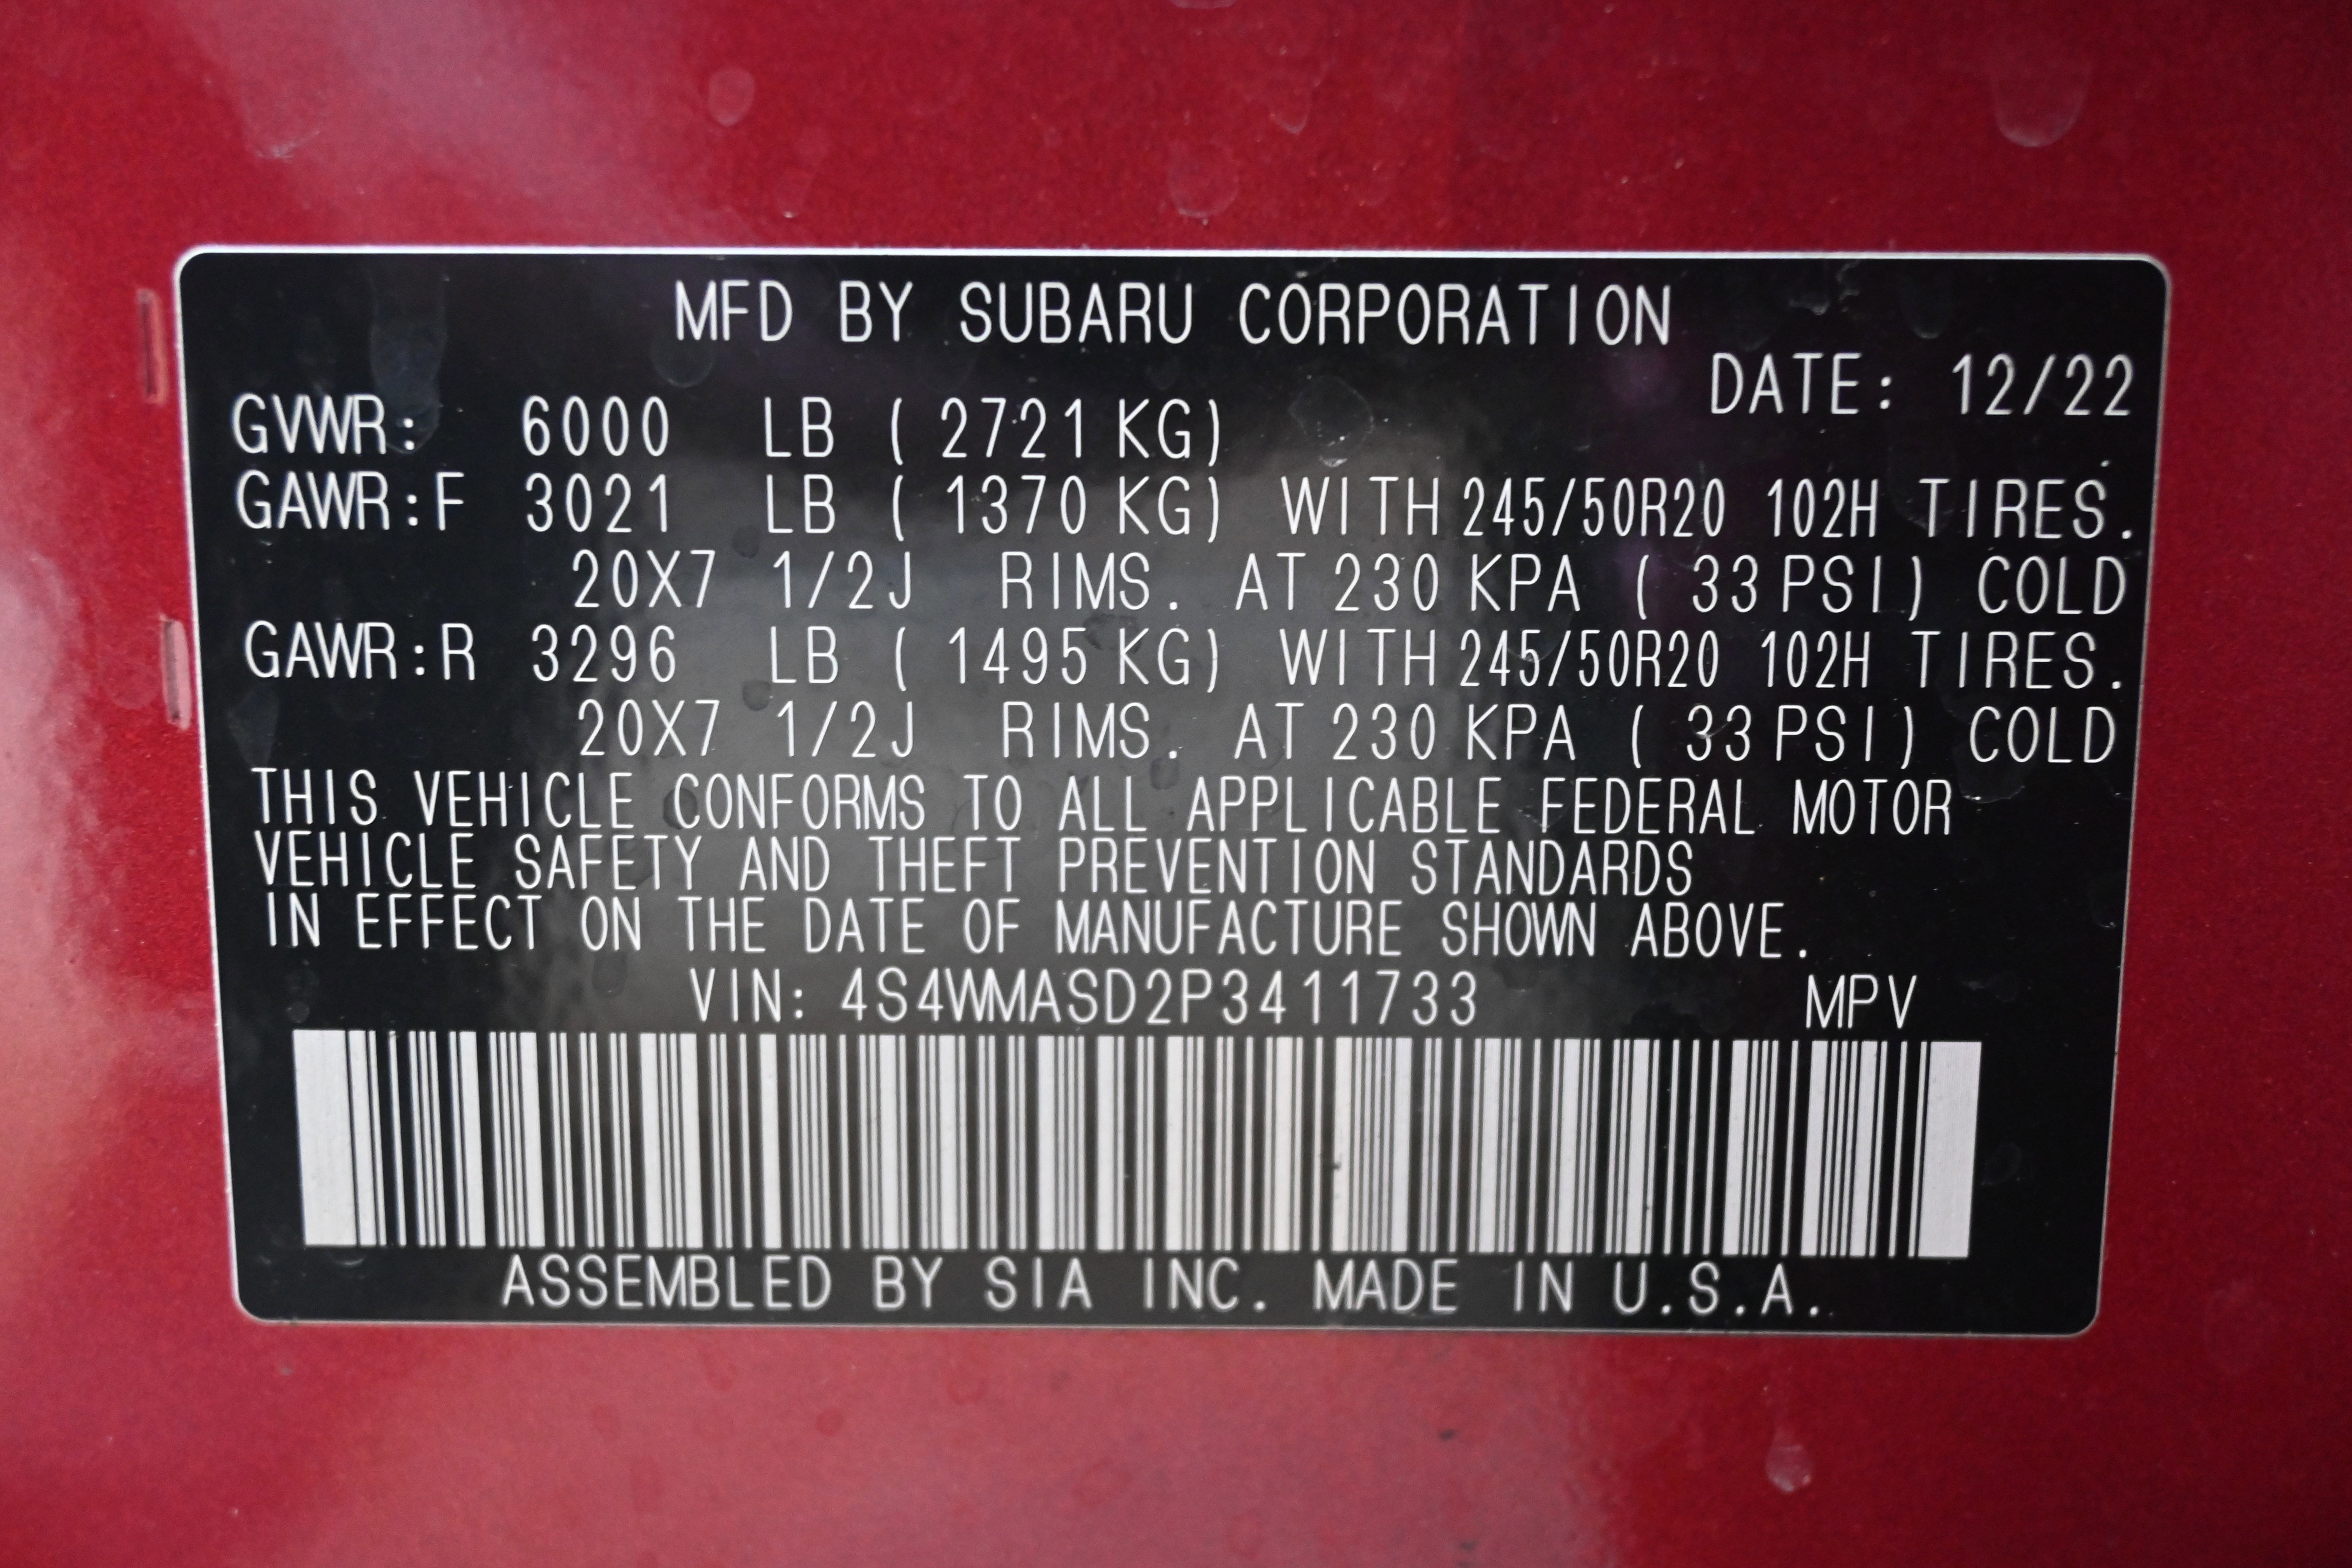 MFD BY SUBARU CORPORATION
DATE: 12/22
GVWR: 6000 LB ( 2721 KG)
GAWR:F 3021 LB ( 1370 KG) WITH 245/50R20 102H TIRES.
20X7 1/2J RIMS. AT 230 KPA ( 33 PSI) COLD
GAWR:R 3296 LB ( 1495 KG) WITH 245/50R20 102H TIRES.
20X7 1/2J RIMS. AT 230 KPA ( 33 PSI) COLD
THIS VEHICLE CONFORMS TO ALL APPLICABLE FEDERAL MOTOR
VEHICLE SAFETY AND THEFT PREVENTION STANDARDS
IN EFFECT ON THE DATE OF MANUFACTURE SHOWN ABOVE.
VIN: 4S4WMASD2P3411733 MPV
ASSEMBLED BY SIA INC. MADE IN U.S.A.